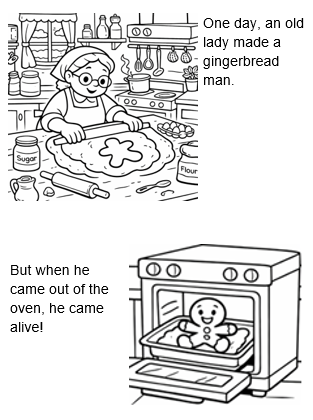 One day, an old
lady made a
gingerbread
man.
Sugar
Flour
But when he
came out of the
oven, he came
alive!